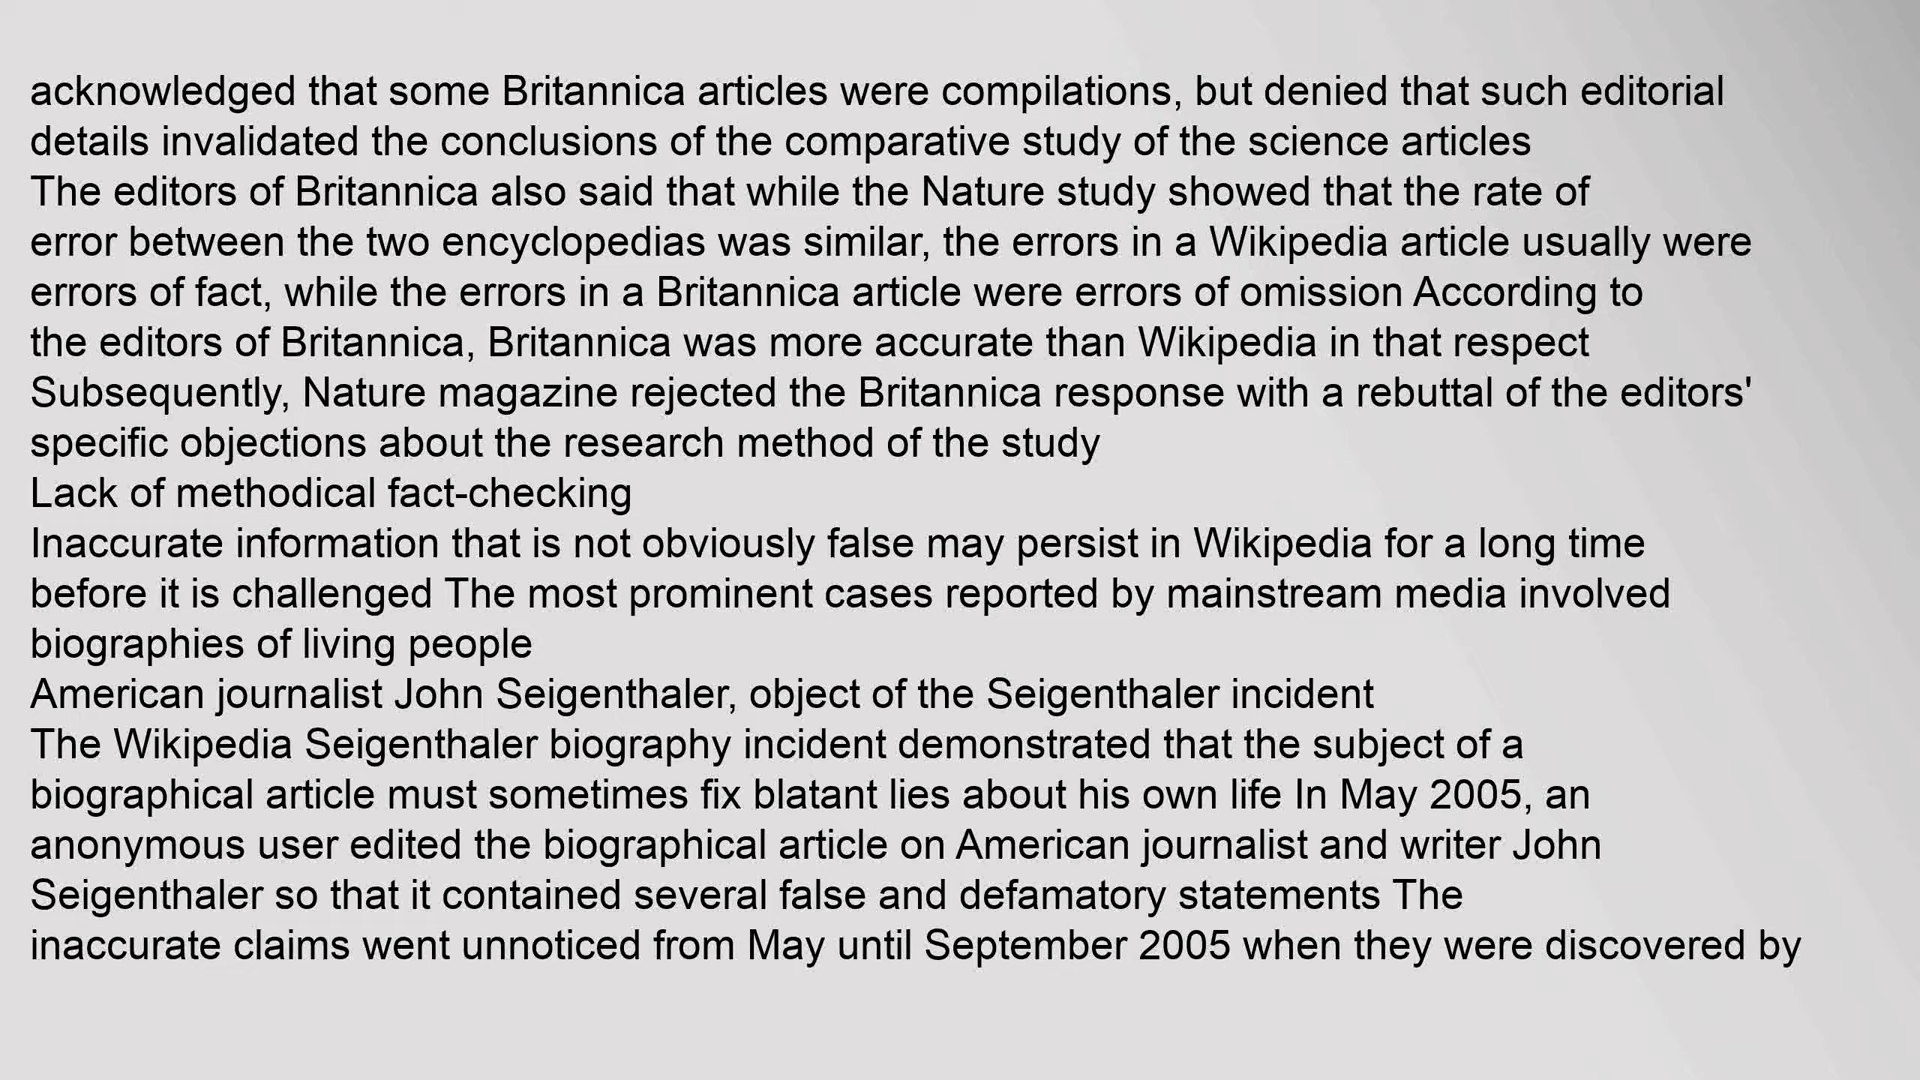 acknowledged that some Britannica articles were compilations, but denied that such editorial
details invalidated the conclusions of the comparative study of the science articles
The editors of Britannica also said that while the Nature study showed that the rate of
error between the two encyclopedias was similar, the errors in a Wikipedia article usually were
errors of fact, while the errors in a Britannica article were errors of omission According to
the editors of Britannica, Britannica was more accurate than Wikipedia in that respect
Subsequently, Nature magazine rejected the Britannica response with a rebuttal of the editors'
specific objections about the research method of the study
Lack of methodical fact-checking
Inaccurate information that is not obviously false may persist in Wikipedia for a long time
before it is challenged The most prominent cases reported by mainstream media involved
biographies of living people
American journalist John Seigenthaler, object of the Seigenthaler incident
The Wikipedia Seigenthaler biography incident demonstrated that the subject of a
biographical article must sometimes fix blatant lies about his own life In May 2005, an
anonymous user edited the biographical article on American journalist and writer John
Seigenthaler so that it contained several false and defamatory statements The
inaccurate claims went unnoticed from May until September 2005 when they were discovered by